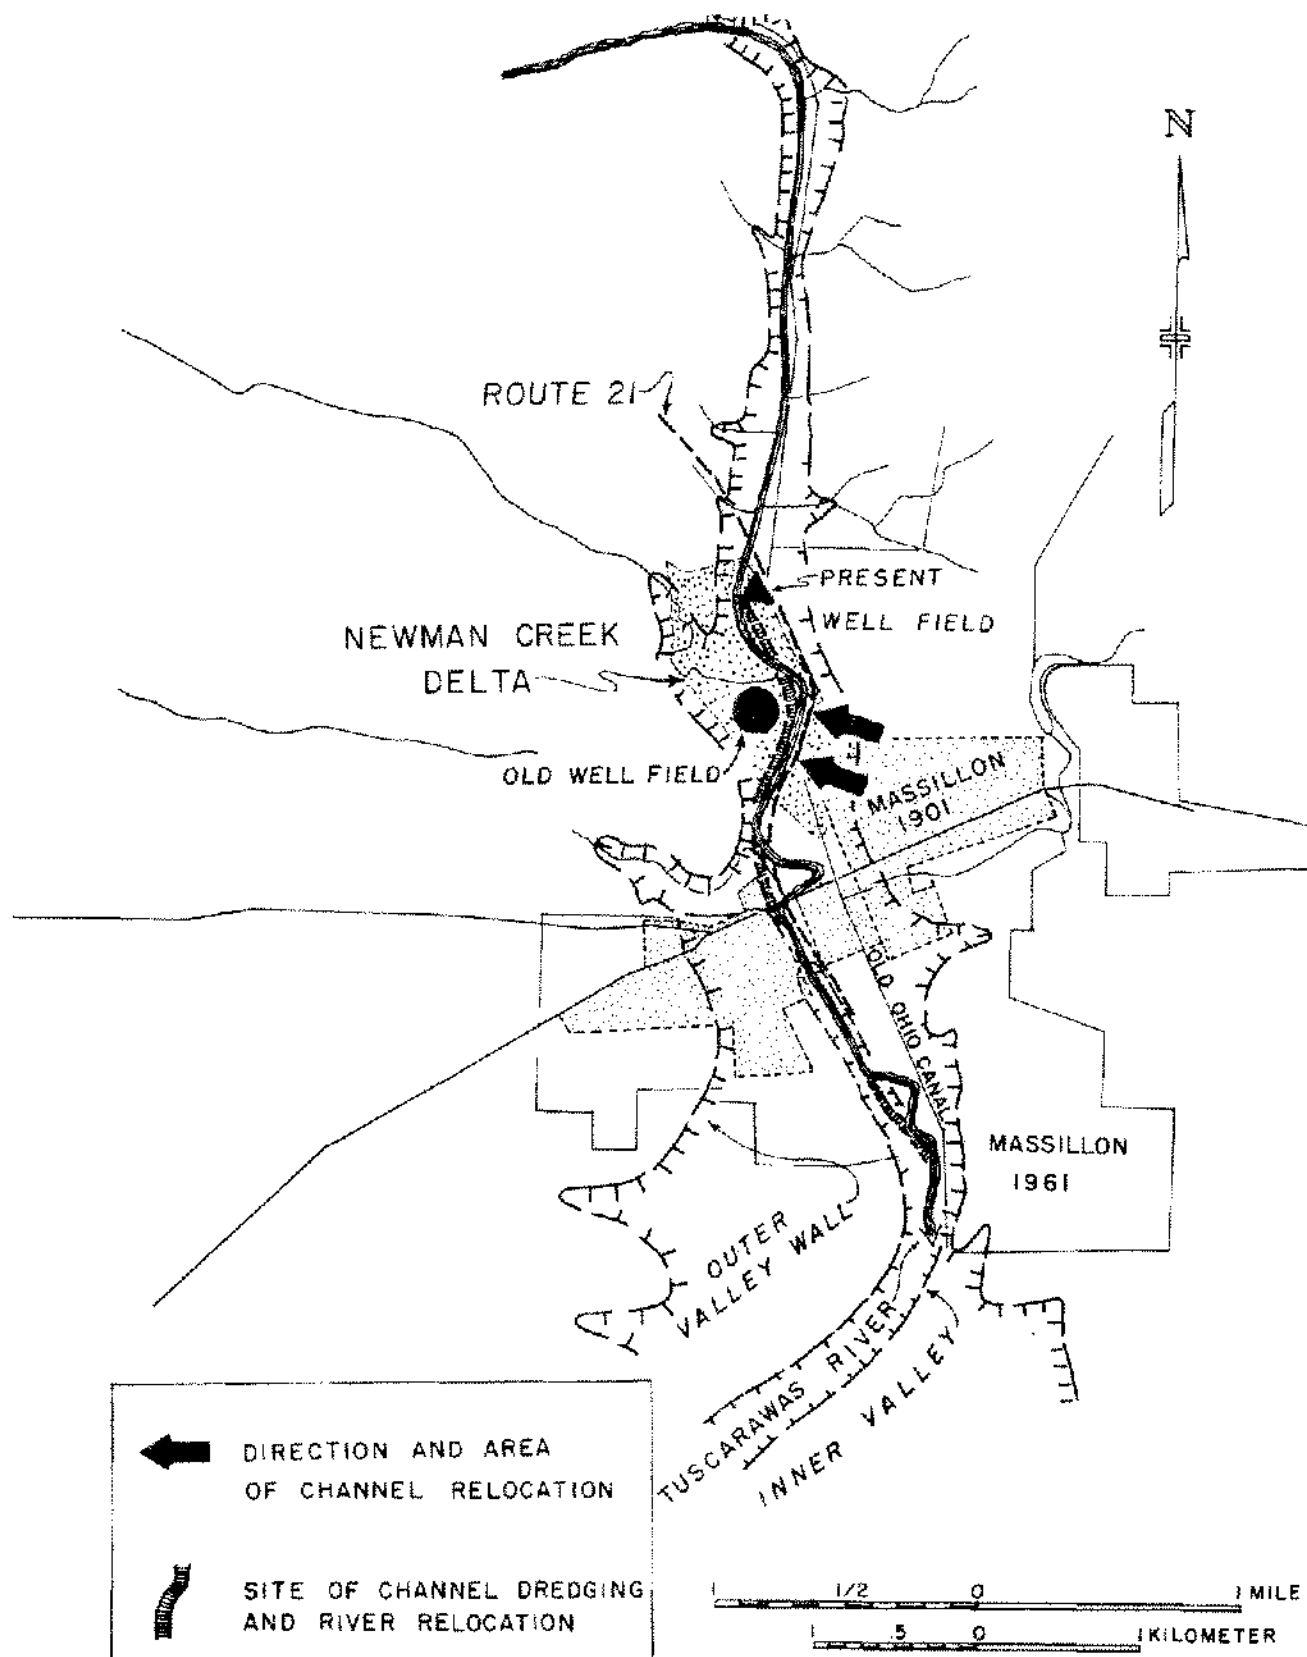 N
ROUTE 21
PRESENT
WELL FIELD
NEWMAN CREEK
DELTA
OLD WELL FIELD
MASSILLON
1901
OLD OHIO CANAL
MASSILLON
1961
OUTER
VALLEY WALL
TUSCARAWAS RIVER
INNER VALLEY
DIRECTION AND AREA
OF CHANNEL RELOCATION
SITE OF CHANNEL DREDGING
AND RIVER RELOCATION
1 1/2 0 1 MILE
1 .5 0 1 KILOMETER